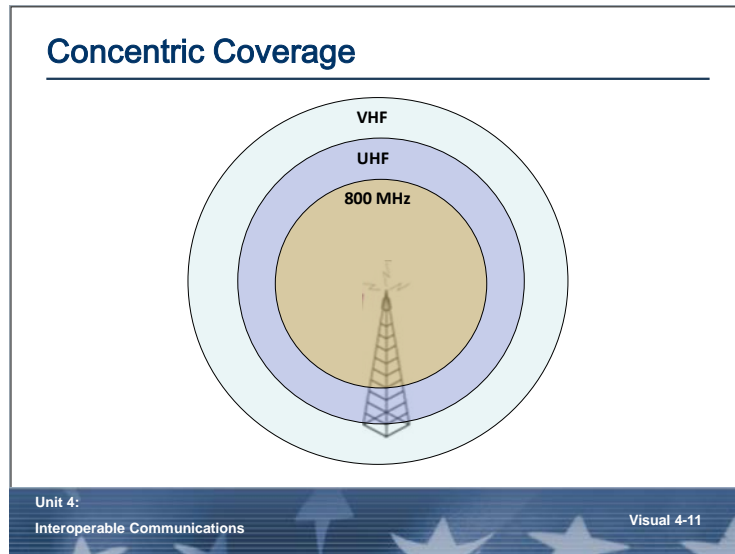 Concentric Coverage
VHF
UHF
800 MHz
Unit 4:
Interoperable Communications
Visual 4-11